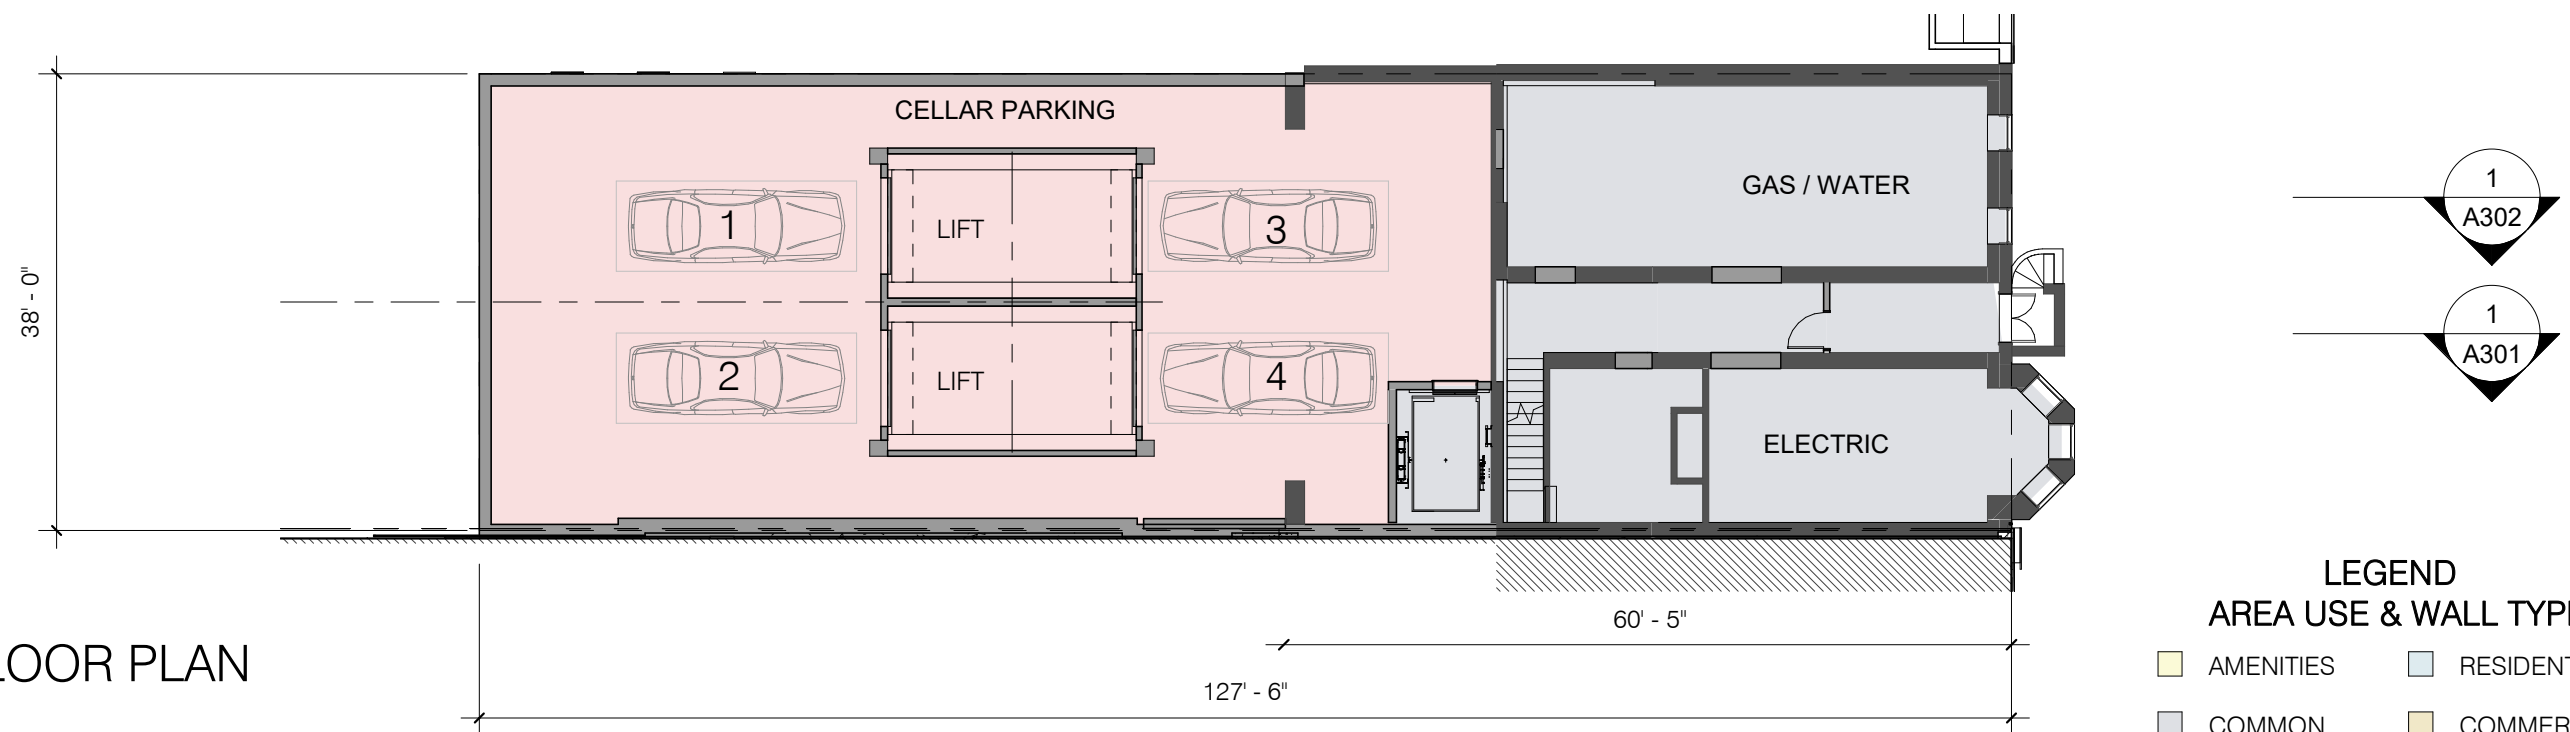 CELLAR PARKING
GAS / WATER
1
A302
1
3
LIFT
38' - 0"
1
A301
2
LIFT
4
ELECTRIC
LEGEND
AREA USE & WALL TYP
60' - 5"
LOOR PLAN
AMENITIES
RESIDENT
127' - 6"
COMMON
COMMER